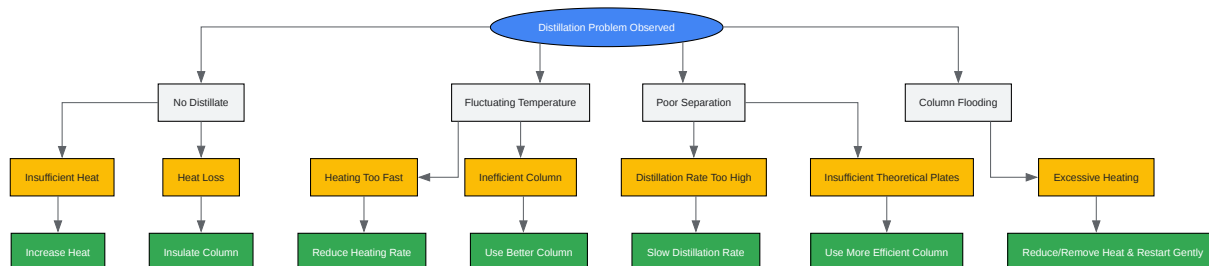 Distillation Problem Observed
No Distillate
Fluctuating Temperature
Poor Separation
Column Flooding
Insufficient Heat
Heat Loss
Heating Too Fast
Inefficient Column
Distillation Rate Too High
Insufficient Theoretical Plates
Excessive Heating
Increase Heat
Insulate Column
Reduce Heating Rate
Use Better Column
Slow Distillation Rate
Use More Efficient Column
Reduce/Remove Heat & Restart Gently